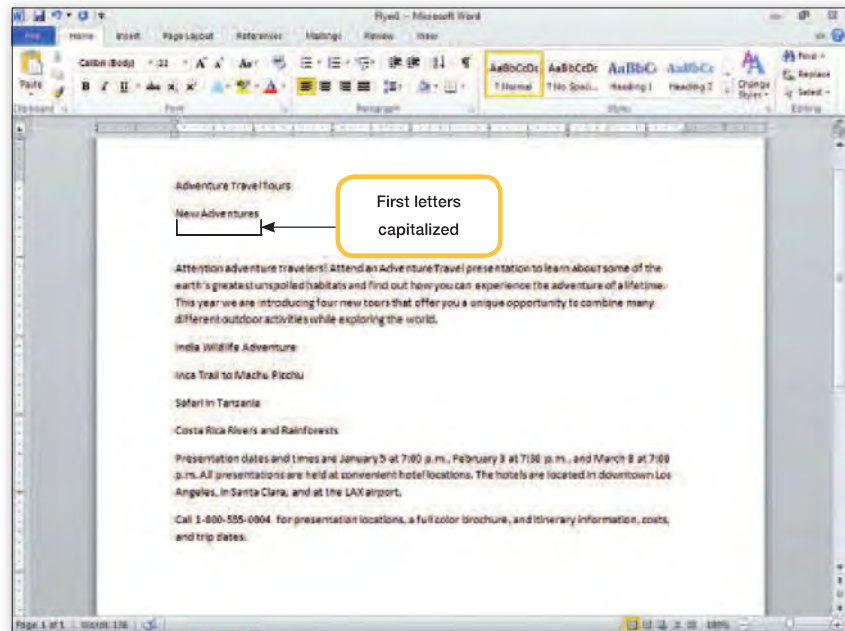 Flyer1 - Microsoft Word
File Home Insert Page Layout References Mailings Review View
Calibri (Body) 11
Find
Paste
AaBbCcDc AaBbCcDc AaBbCc AaBbCc
Replace
¶ Normal ¶ No Spaci... Heading 1 Heading 2
Change Styles
Select
Clipboard Font Paragraph Styles Editing
Adventure Travel Tours
New Adventures
First letters
capitalized
Attention adventure travelers! Attend an Adventure Travel presentation to learn about some of the
earth's greatest unspoiled habitats and find out how you can experience the adventure of a lifetime.
This year we are introducing four new tours that offer you a unique opportunity to combine many
different outdoor activities while exploring the world.
India Wildlife Adventure
Inca Trail to Machu Picchu
Safari in Tanzania
Costa Rica Rivers and Rainforests
Presentation dates and times are January 5 at 7:00 p.m., February 3 at 7:30 p.m., and March 8 at 7:00
p.m. All presentations are held at convenient hotel locations. The hotels are located in downtown Los
Angeles, in Santa Clara, and at the LAX airport.
Call 1-800-555-0004 for presentation locations, a full color brochure, and itinerary information, costs,
and trip dates.
Page 1 of 1 Words: 136 100%